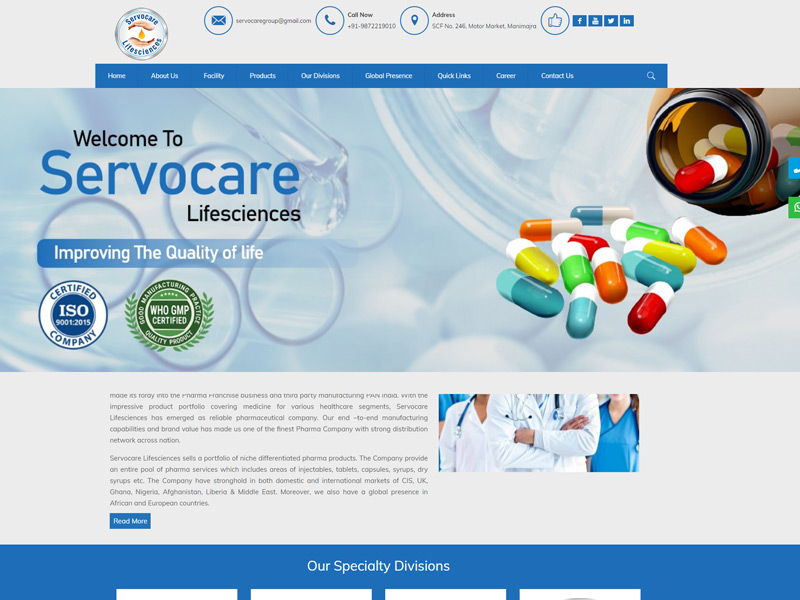 Servocare
Lifesciences
servocaregroup@gmail.com
Call Now
+91-9872219010
Address
SCF No. 246, Motor Market, Manimajra
Home
About Us
Facility
Products
Our Divisions
Global Presence
Quick Links
Career
Contact Us
Welcome To
Servocare
Lifesciences
Improving The Quality of life
CERTIFIED
ISO
9001:2015
COMPANY
GOOD MANUFACTURING PRACTICE
WHO GMP
CERTIFIED
QUALITY PRODUCT
made its foray into the Pharma Franchise business and third party manufacturing PAN India. With the
impressive product portfolio covering medicine for various healthcare segments, Servocare
Lifesciences has emerged as reliable pharmaceutical company. Our end –to–end manufacturing
capabilities and brand value has made us one of the finest Pharma Company with strong distribution
network across nation.
Servocare Lifesciences sells a portfolio of niche differentiated pharma products. The Company provide
an entire pool of pharma services which includes areas of injectables, tablets, capsules, syrups, dry
syrups etc. The Company have stronghold in both domestic and international markets of CIS, UK,
Ghana, Nigeria, Afghanistan, Liberia & Middle East. Moreover, we also have a global presence in
African and European countries.
Read More
Our Specialty Divisions